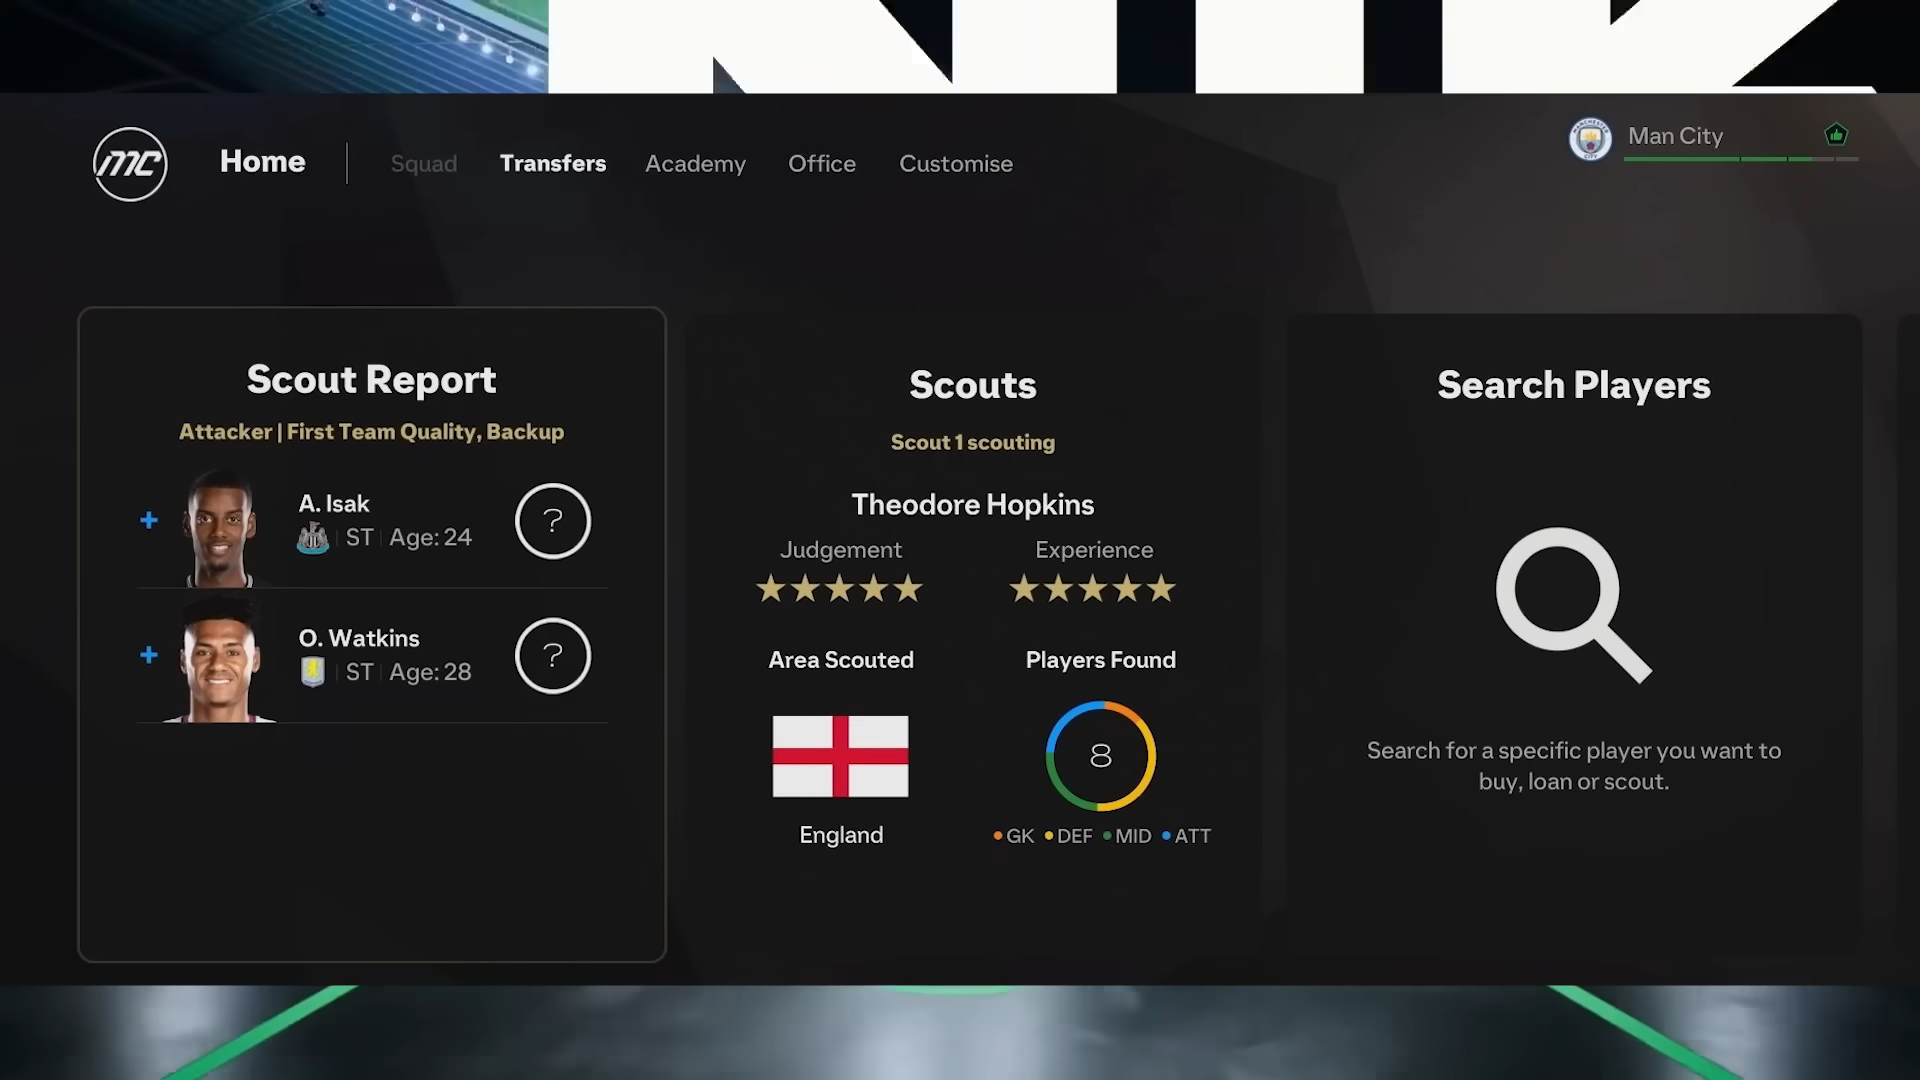 MC
Home
Squad
Transfers
Academy
Office
Customise
Man City
Scout Report
Attacker | First Team Quality, Backup
A. Isak
ST
Age: 24
?
O. Watkins
ST
Age: 28
?
Scouts
Scout 1 scouting
Theodore Hopkins
Judgement
Experience
Area Scouted
Players Found
8
England
GK DEF MID ATT
Search Players
Search for a specific player you want to
buy, loan or scout.